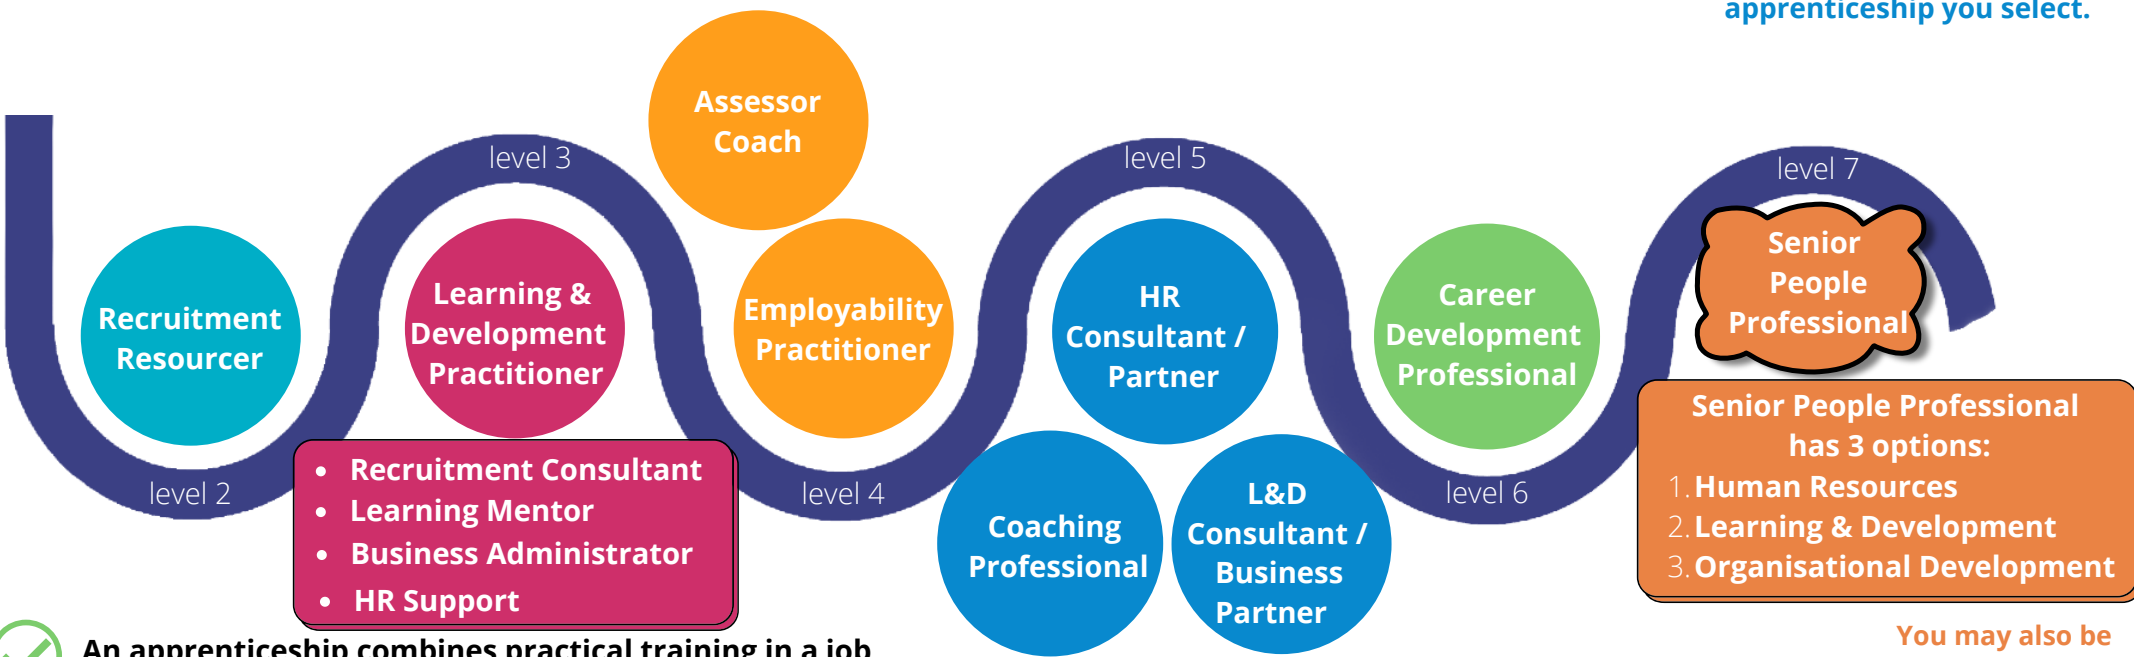 apprenticeship you select.
Assessor
Coach
level 3
level 5
level 7
Recruitment
Resourcer
Learning &
Development
Practitioner
Employability
Practitioner
HR
Consultant /
Partner
Career
Development
Professional
Senior
People
Professional
level 2
• Recruitment Consultant
• Learning Mentor
• Business Administrator
• HR Support
level 4
Coaching
Professional
L&D
Consultant /
Business
Partner
level 6
Senior People Professional
has 3 options:
1. Human Resources
2. Learning & Development
3. Organisational Development
An apprenticeship combines practical training in a job
You may also be